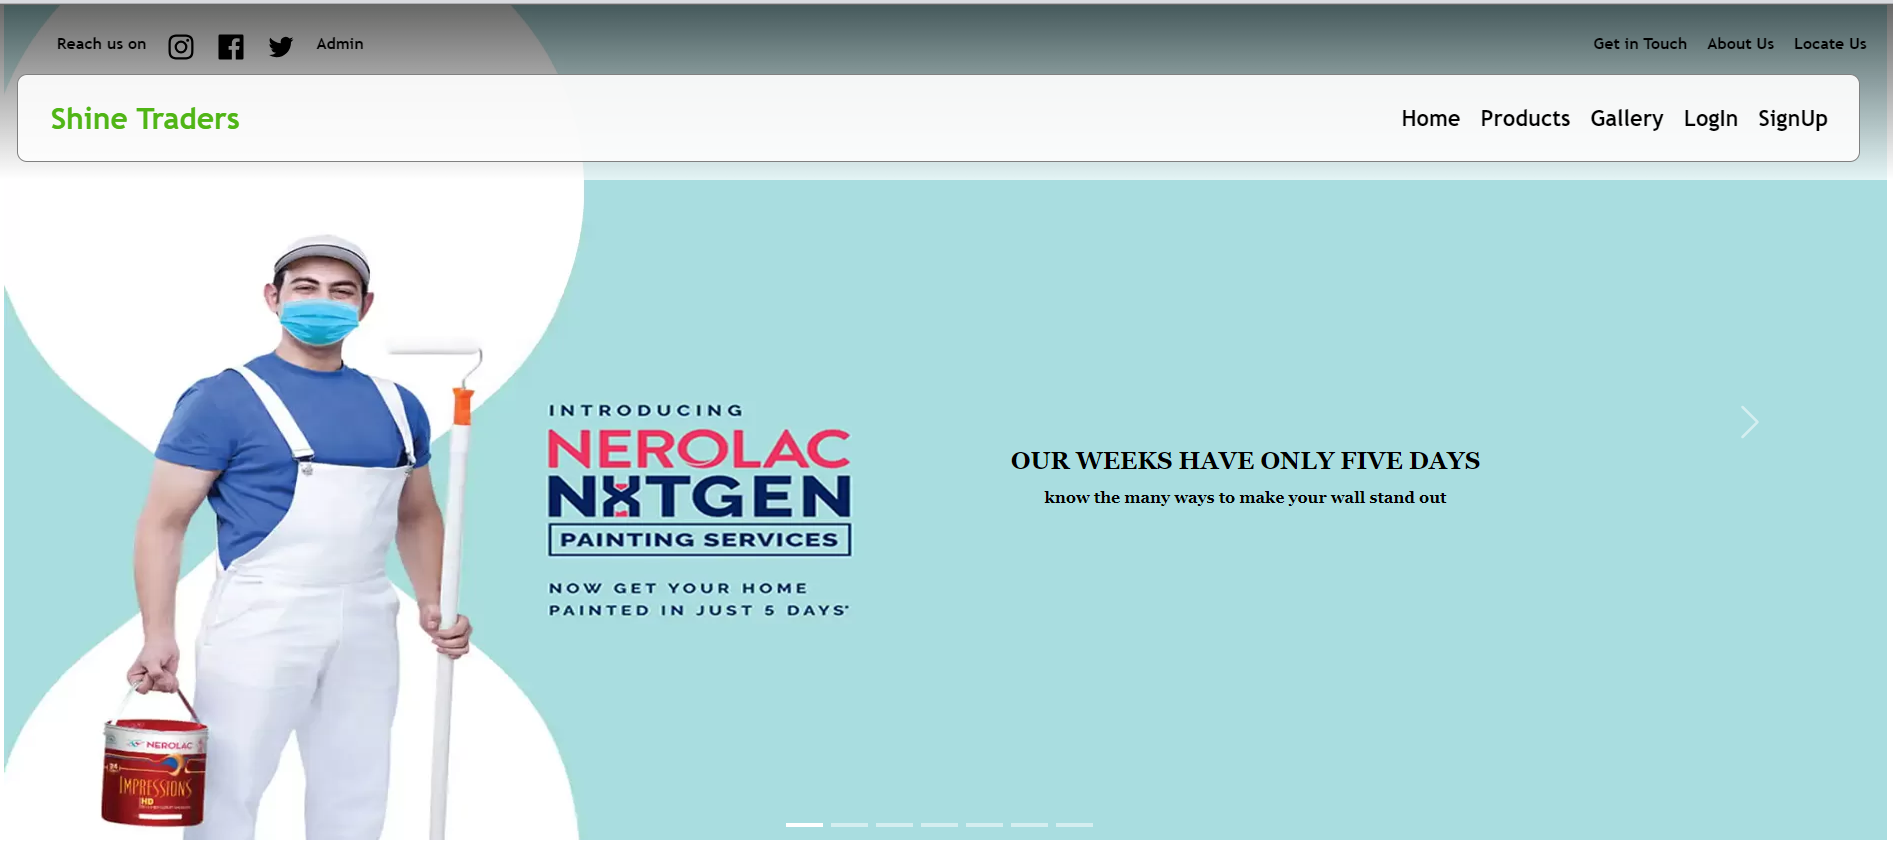 Reach us on Admin Get in Touch About Us Locate Us
Shine Traders Home Products Gallery LogIn SignUp
INTRODUCING
NEROLAC
NXTGEN
PAINTING SERVICES
NOW GET YOUR HOME
PAINTED IN JUST 5 DAYS*
OUR WEEKS HAVE ONLY FIVE DAYS
know the many ways to make your wall stand out
NEROLAC
IMPRESSIONS
HD